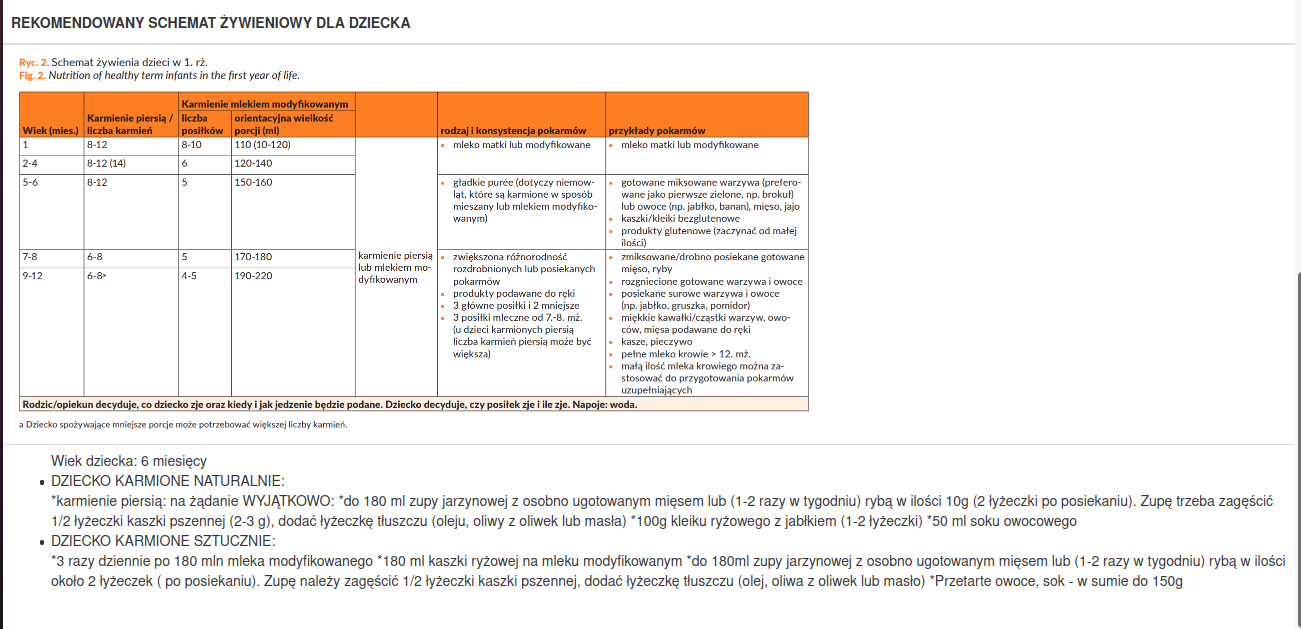 REKOMENDOWANY SCHEMAT ŻYWIENIOWY DLA DZIECKA
Ryc. 2. Schemat żywienia dzieci w 1. rż.
Fig. 2. Nutrition of healthy term infants in the first year of life.
Wiek (mies.)
Karmienie piersią /
liczba karmień
Karmienie mlekiem modyfikowanym
liczba
posiłków
orientacyjna wielkość
porcji (ml)
rodzaj i konsystencja pokarmów
przykłady pokarmów
1
8-12
8-10
110 (10-120)
2-4
8-12 (14)
6
120-140
5-6
8-12
5
150-160
7-8
6-8
5
170-180
9-12
6-8ᵃ
4-5
190-220
karmienie piersią
lub mlekiem mo-
dyfikowanym
▪ mleko matki lub modyfikowane
▪ mleko matki lub modyfikowane
▪ gładkie purée (dotyczy niemow-
ląt, które są karmione w sposób
mieszany lub mlekiem modyfiko-
wanym)
▪ gotowane miksowane warzywa (prefero-
wane jako pierwsze zielone, np. brokuł)
lub owoce (np. jabłko, banan), mięso, jajo
▪ kaszki/kleiki bezglutenowe
▪ produkty glutenowe (zaczynać od małej
ilości)
▪ zwiększona różnorodność
rozdrobnionych lub posiekanych
pokarmów
▪ produkty podawane do ręki
▪ 3 główne posiłki i 2 mniejsze
▪ 3 posiłki mleczne od 7.-8. mż.
(u dzieci karmionych piersią
liczba karmień piersią może być
większa)
▪ zmiksowane/drobno posiekane gotowane
mięso, ryby
▪ rozgniecione gotowane warzywa i owoce
▪ posiekane surowe warzywa i owoce
(np. jabłko, gruszka, pomidor)
▪ miękkie kawałki/cząstki warzyw, owo-
ców, mięsa podawane do ręki
▪ kasze, pieczywo
▪ pełne mleko krowie > 12. mż.
▪ małą ilość mleka krowiego można za-
stosować do przygotowania pokarmów
uzupełniających
Rodzic/opiekun decyduje, co dziecko zje oraz kiedy i jak jedzenie będzie podane. Dziecko decyduje, czy posiłek zje i ile zje. Napoje: woda.
a Dziecko spożywające mniejsze porcje może potrzebować większej liczby karmień.
Wiek dziecka: 6 miesięcy
• DZIECKO KARMIONE NATURALNIE:
*karmienie piersią: na żądanie WYJĄTKOWO: *do 180 ml zupy jarzynowej z osobno ugotowanym mięsem lub (1-2 razy w tygodniu) rybą w ilości 10g (2 łyżeczki po posiekaniu). Zupę trzeba zagęścić
1/2 łyżeczki kaszki pszennej (2-3 g), dodać łyżeczkę tłuszczu (oleju, oliwy z oliwek lub masła) *100g kleiku ryżowego z jabłkiem (1-2 łyżeczki) *50 ml soku owocowego
• DZIECKO KARMIONE SZTUCZNIE:
*3 razy dziennie po 180 mln mleka modyfikowanego *180 ml kaszki ryżowej na mleku modyfikowanym *do 180ml zupy jarzynowej z osobno ugotowanym mięsem lub (1-2 razy w tygodniu) rybą w ilości
około 2 łyżeczek ( po posiekaniu). Zupę należy zagęścić 1/2 łyżeczki kaszki pszennej, dodać łyżeczkę tłuszczu (olej, oliwa z oliwek lub masło) *Przetarte owoce, sok - w sumie do 150g